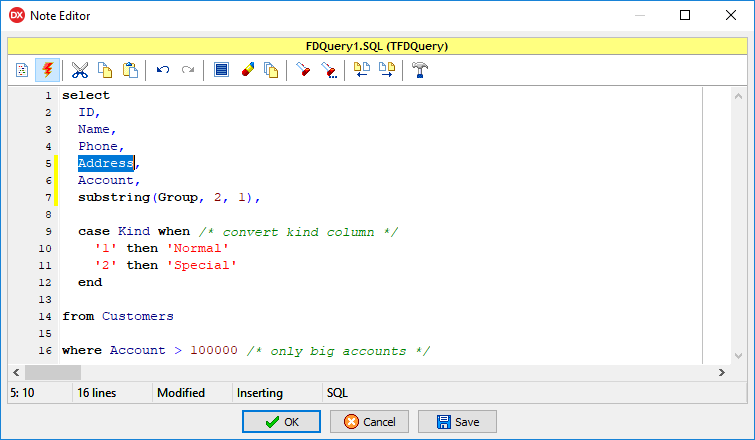 DX Note Editor
FDQuery1.SQL (TFDQuery)
1 select
2 ID,
3 Name,
4 Phone,
5 Address,
6 Account,
7 substring(Group, 2, 1),
8
9 case Kind when /* convert kind column */
10 '1' then 'Normal'
11 '2' then 'Special'
12 end
13
14 from Customers
15
16 where Account > 100000 /* only big accounts */
5: 10 16 lines Modified Inserting SQL
OK Cancel Save